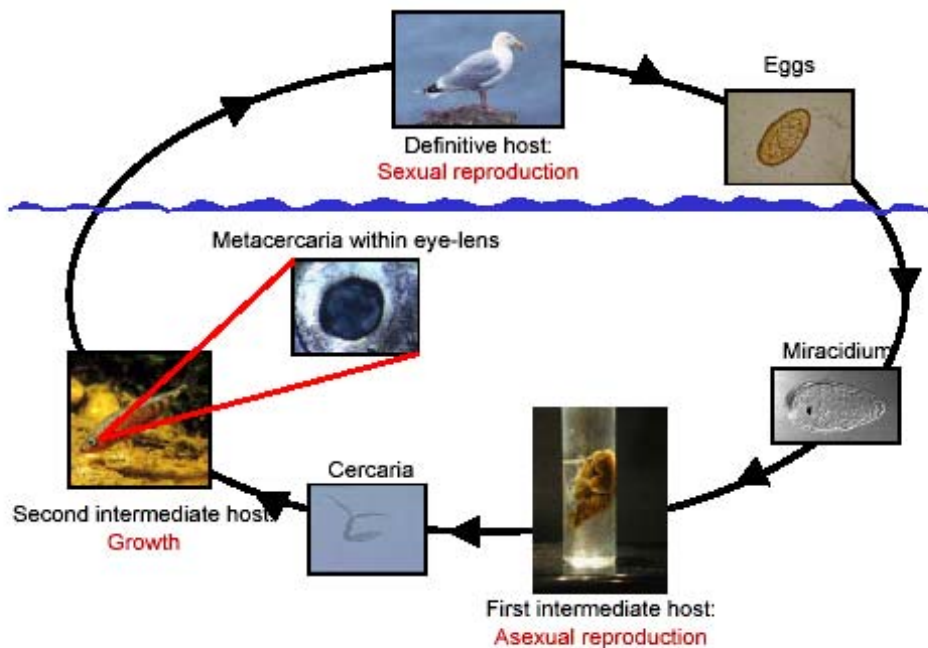 Eggs
Definitive host:
Sexual reproduction
Metacercaria within eye-lens
Miracidium
Cercaria
Second intermediate host:
Growth
First intermediate host:
Asexual reproduction